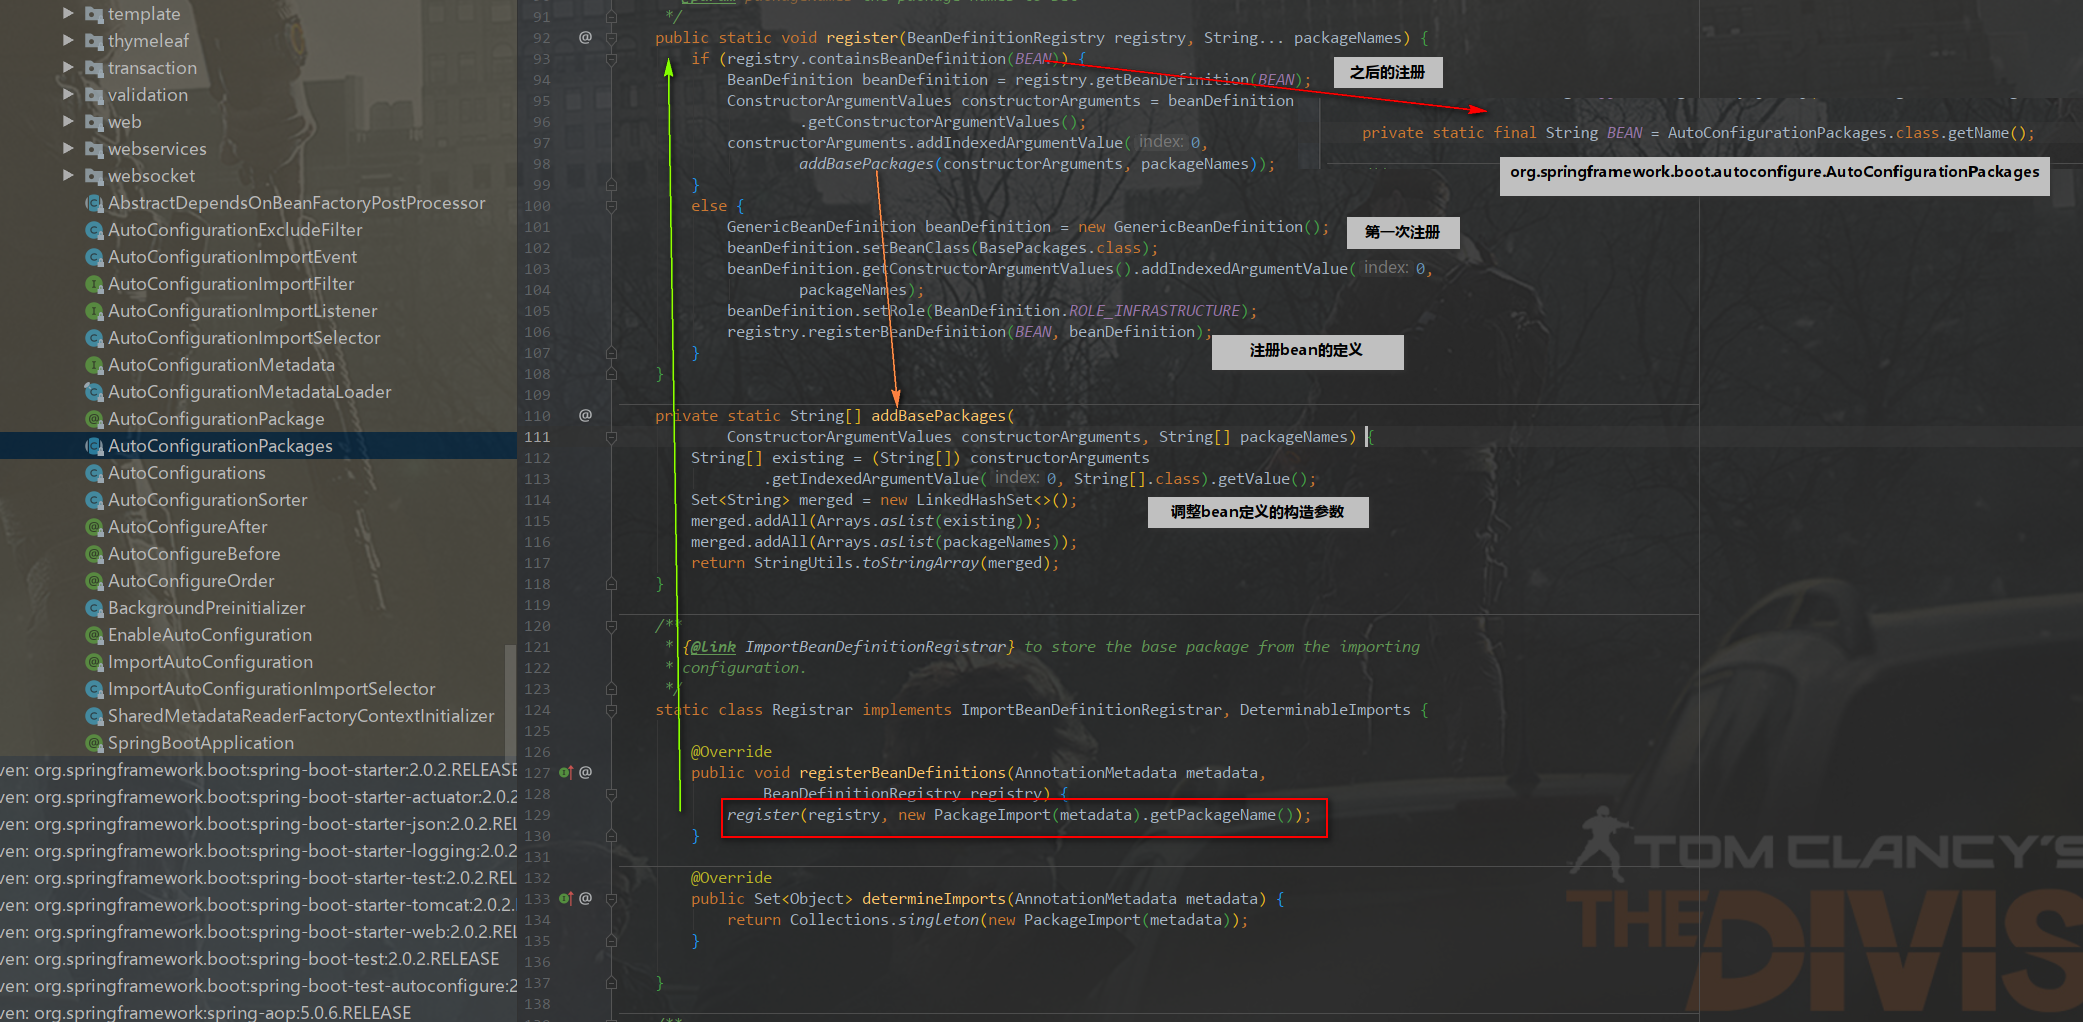 template
thymeleaf
transaction
validation
web
webservices
websocket
AbstractDependsOnBeanFactoryPostProcessor
AutoConfigurationExcludeFilter
AutoConfigurationImportEvent
AutoConfigurationImportFilter
AutoConfigurationImportListener
AutoConfigurationImportSelector
AutoConfigurationMetadata
AutoConfigurationMetadataLoader
AutoConfigurationPackage
AutoConfigurationPackages
AutoConfigurations
AutoConfigurationSorter
AutoConfigureAfter
AutoConfigureBefore
AutoConfigureOrder
BackgroundPreinitializer
EnableAutoConfiguration
ImportAutoConfiguration
ImportAutoConfigurationImportSelector
SharedMetadataReaderFactoryContextInitializer
SpringBootApplication
ven: org.springframework.boot:spring-boot-starter:2.0.2.RELEASE
ven: org.springframework.boot:spring-boot-starter-actuator:2.0.2
ven: org.springframework.boot:spring-boot-starter-json:2.0.2.REL
ven: org.springframework.boot:spring-boot-starter-logging:2.0.2
ven: org.springframework.boot:spring-boot-starter-test:2.0.2.REL
ven: org.springframework.boot:spring-boot-starter-tomcat:2.0.2.
ven: org.springframework.boot:spring-boot-starter-web:2.0.2.REL
ven: org.springframework.boot:spring-boot-test:2.0.2.RELEASE
ven: org.springframework.boot:spring-boot-test-autoconfigure:2
ven: org.springframework:spring-aop:5.0.6.RELEASE
91 */
92 @ public static void register(BeanDefinitionRegistry registry, String... packageNames) {
93 if (registry.containsBeanDefinition(BEAN)) {
94 BeanDefinition beanDefinition = registry.getBeanDefinition(BEAN);
95 ConstructorArgumentValues constructorArguments = beanDefinition
96 .getConstructorArgumentValues();
97 constructorArguments.addIndexedArgumentValue( index: 0,
98 addBasePackages(constructorArguments, packageNames));
99 }
100 else {
101 GenericBeanDefinition beanDefinition = new GenericBeanDefinition();
102 beanDefinition.setBeanClass(BasePackages.class);
103 beanDefinition.getConstructorArgumentValues().addIndexedArgumentValue( index: 0,
104 packageNames);
105 beanDefinition.setRole(BeanDefinition.ROLE_INFRASTRUCTURE);
106 registry.registerBeanDefinition(BEAN, beanDefinition);
107 }
108 }
109
110 @ private static String[] addBasePackages(
111 ConstructorArgumentValues constructorArguments, String[] packageNames) {
112 String[] existing = (String[]) constructorArguments
113 .getIndexedArgumentValue( index: 0, String[].class).getValue();
114 Set<String> merged = new LinkedHashSet<>();
115 merged.addAll(Arrays.asList(existing));
116 merged.addAll(Arrays.asList(packageNames));
117 return StringUtils.toStringArray(merged);
118 }
119
120 /**
121 * {@link ImportBeanDefinitionRegistrar} to store the base package from the importing
122 * configuration.
123 */
124 static class Registrar implements ImportBeanDefinitionRegistrar, DeterminableImports {
125
126 @Override
127 @ public void registerBeanDefinitions(AnnotationMetadata metadata,
128 BeanDefinitionRegistry registry) {
129 register(registry, new PackageImport(metadata).getPackageName());
130 }
131
132 @Override
133 @ public Set<Object> determineImports(AnnotationMetadata metadata) {
134 return Collections.singleton(new PackageImport(metadata));
135 }
136
137 }
138
之后的注册
private static final String BEAN = AutoConfigurationPackages.class.getName();
org.springframework.boot.autoconfigure.AutoConfigurationPackages
第一次注册
注册bean的定义
调整bean定义的构造参数
TOM CLANCY'S
THE DIVIS